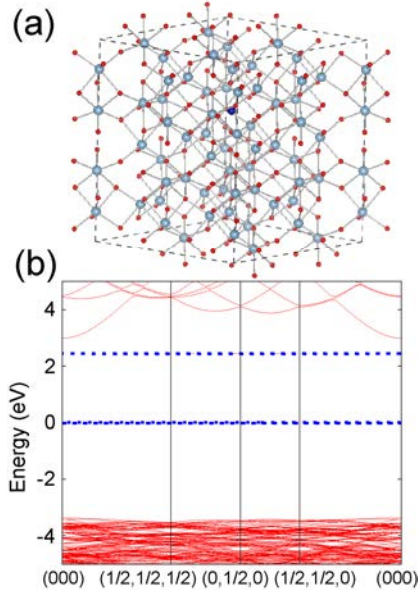 (a)
(b)
4
2
0
-2
-4
Energy (eV)
(000) (1/2,1/2,1/2) (0,1/2,0) (1/2,1/2,0) (000)